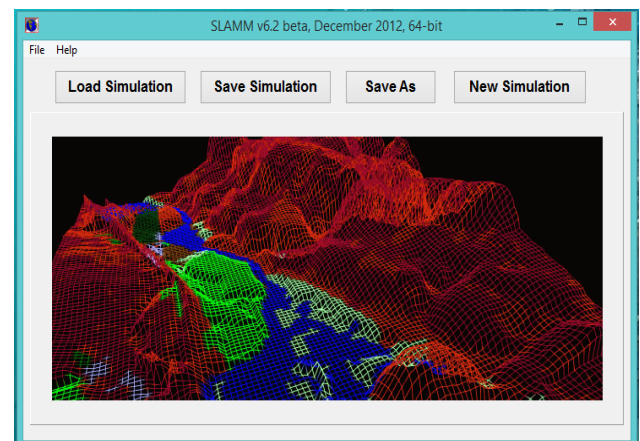 SLAMM v6.2 beta, December 2012, 64-bit
File Help
Load Simulation Save Simulation Save As New Simulation